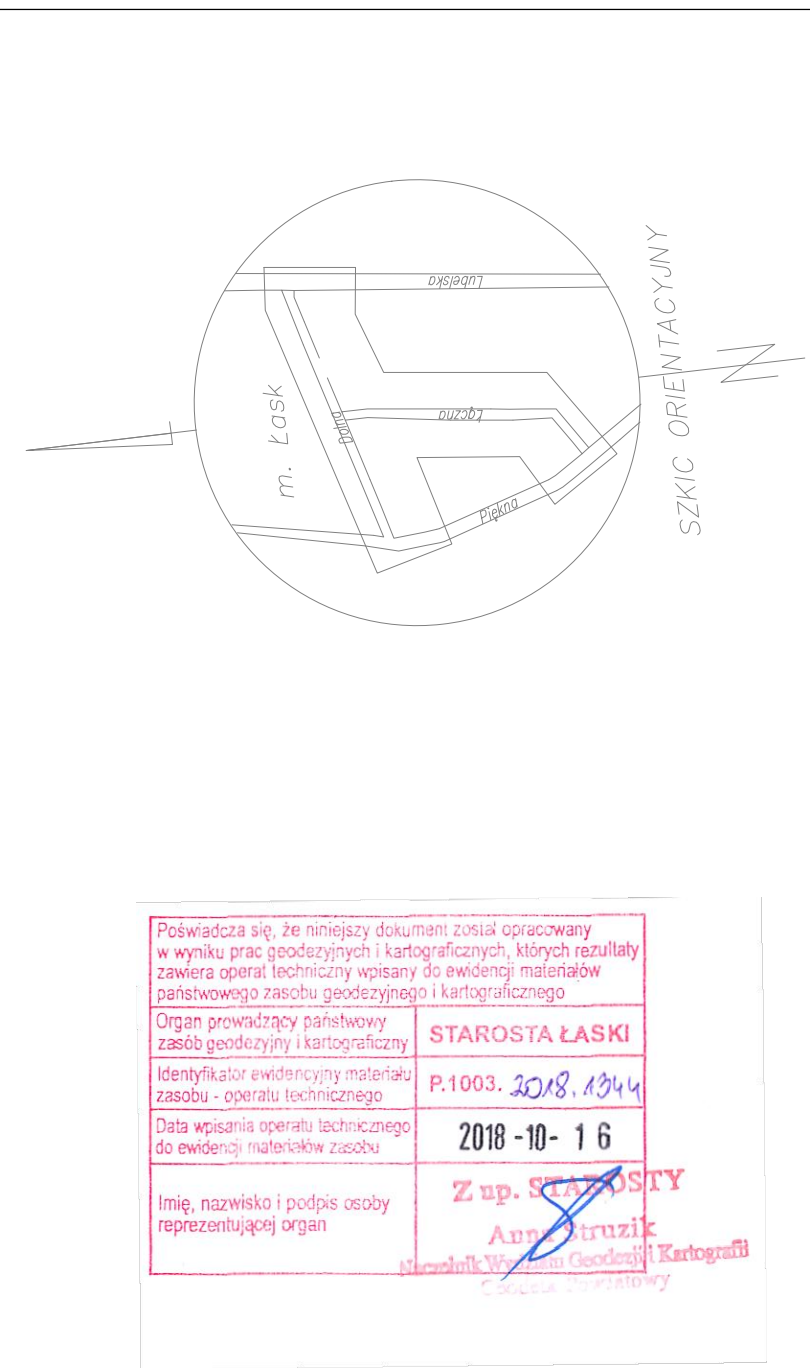 Lubelska
m. Łask
Dolna
Łączna
Piękna
SZKIC ORIENTACYJNY
N
Poświadcza się, że niniejszy dokument został opracowany
w wyniku prac geodezyjnych i kartograficznych, których rezultaty
zawiera operat techniczny wpisany do ewidencji materiałów
państwowego zasobu geodezyjnego i kartograficznego
Organ prowadzący państwowy
zasób geodezyjny i kartograficzny
STAROSTA ŁASKI
Identyfikator ewidencyjny materiału
zasobu - operatu technicznego
P.1003. 2018.1344
Data wpisania operatu technicznego
do ewidencji materiałów zasobu
2018 -10- 16
Imię, nazwisko i podpis osoby
reprezentującej organ
Z up. STAROSTY
Anna Struzik
Naczelnik Wydziału Geodezji i Kartografii
Geodeta Powiatowy